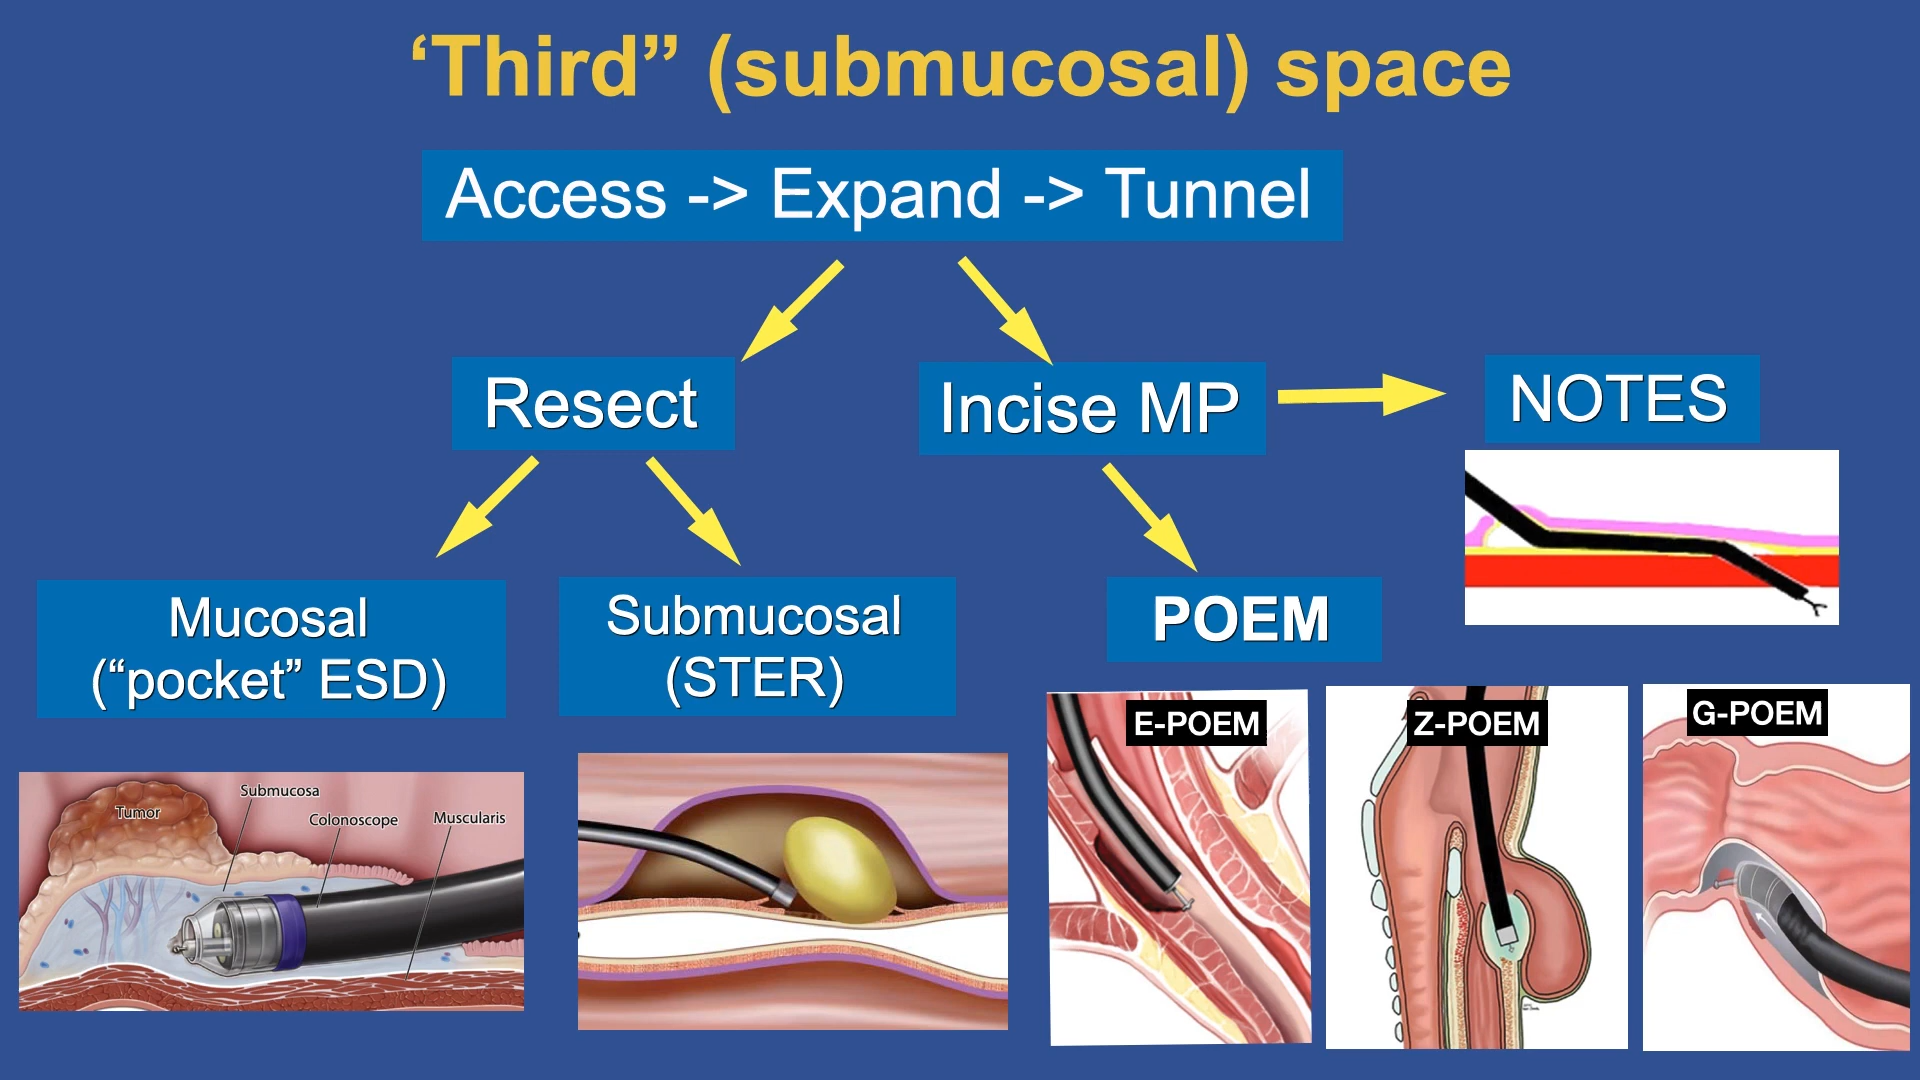 ‘Third” (submucosal) space
Access -> Expand -> Tunnel
Resect
Incise MP
NOTES
Mucosal
(“pocket” ESD)
Submucosal
(STER)
POEM
E-POEM
Z-POEM
G-POEM
Tumor
Submucosa
Colonoscope
Muscularis